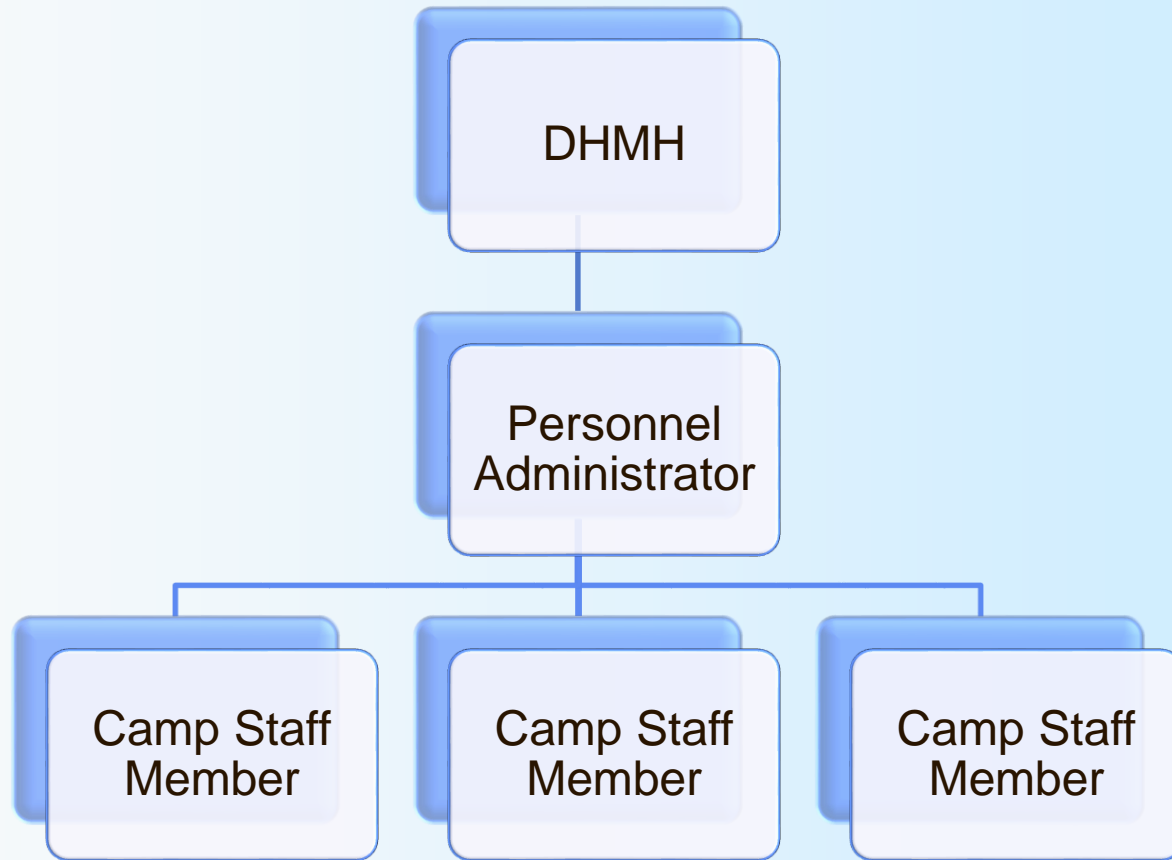 DHMH
Personnel
Administrator
Camp Staff
Member
Camp Staff
Member
Camp Staff
Member